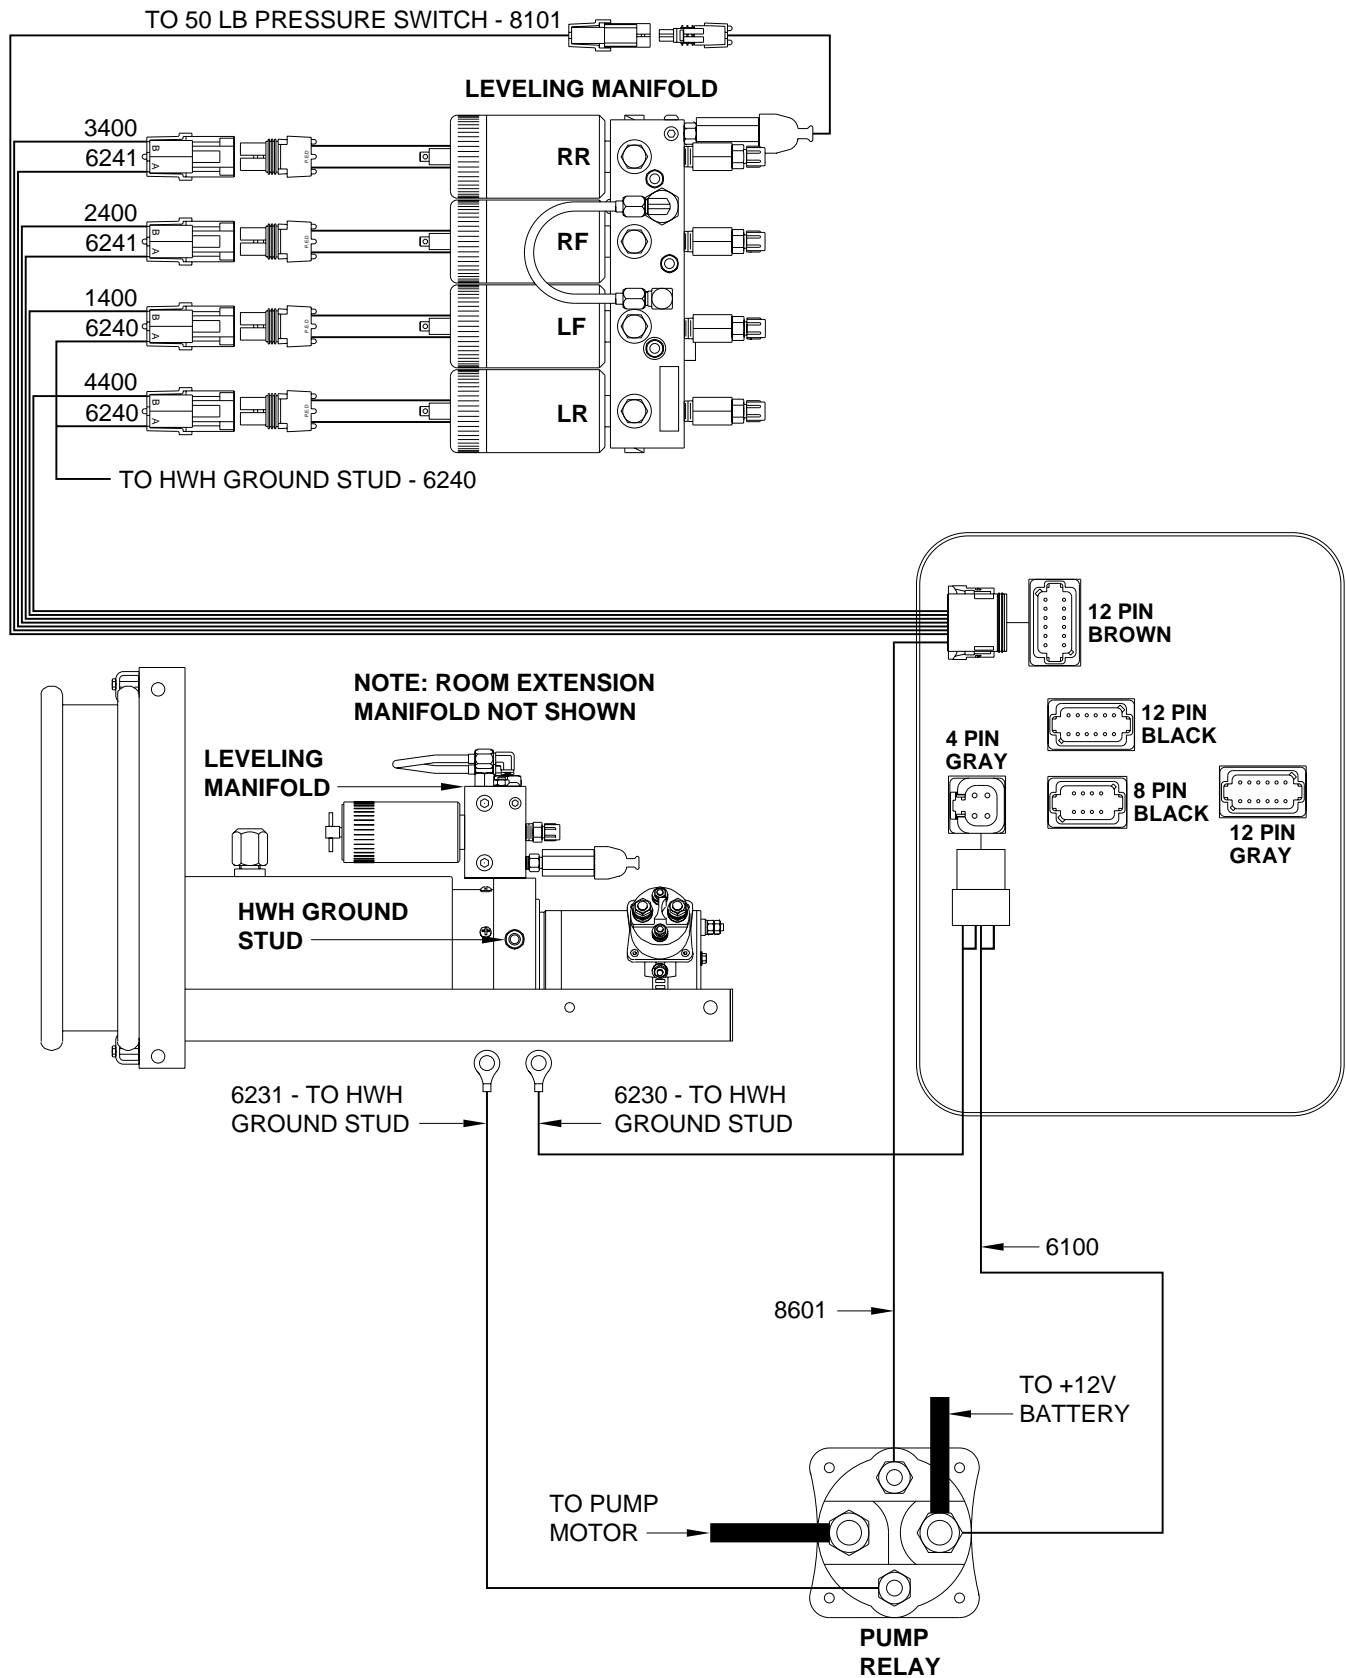 TO 50 LB PRESSURE SWITCH - 8101
LEVELING MANIFOLD
3400
6241
B
A
P.E.D.
RR
2400
6241
B
A
P.E.D.
RF
1400
6240
B
A
P.E.D.
LF
4400
6240
B
A
P.E.D.
LR
TO HWH GROUND STUD - 6240
12 PIN
BROWN
12 PIN
BLACK
4 PIN
GRAY
8 PIN
BLACK
12 PIN
GRAY
NOTE: ROOM EXTENSION
MANIFOLD NOT SHOWN
LEVELING
MANIFOLD
HWH GROUND
STUD
6231 - TO HWH
GROUND STUD
6230 - TO HWH
GROUND STUD
6100
8601
TO +12V
BATTERY
TO PUMP
MOTOR
PUMP
RELAY